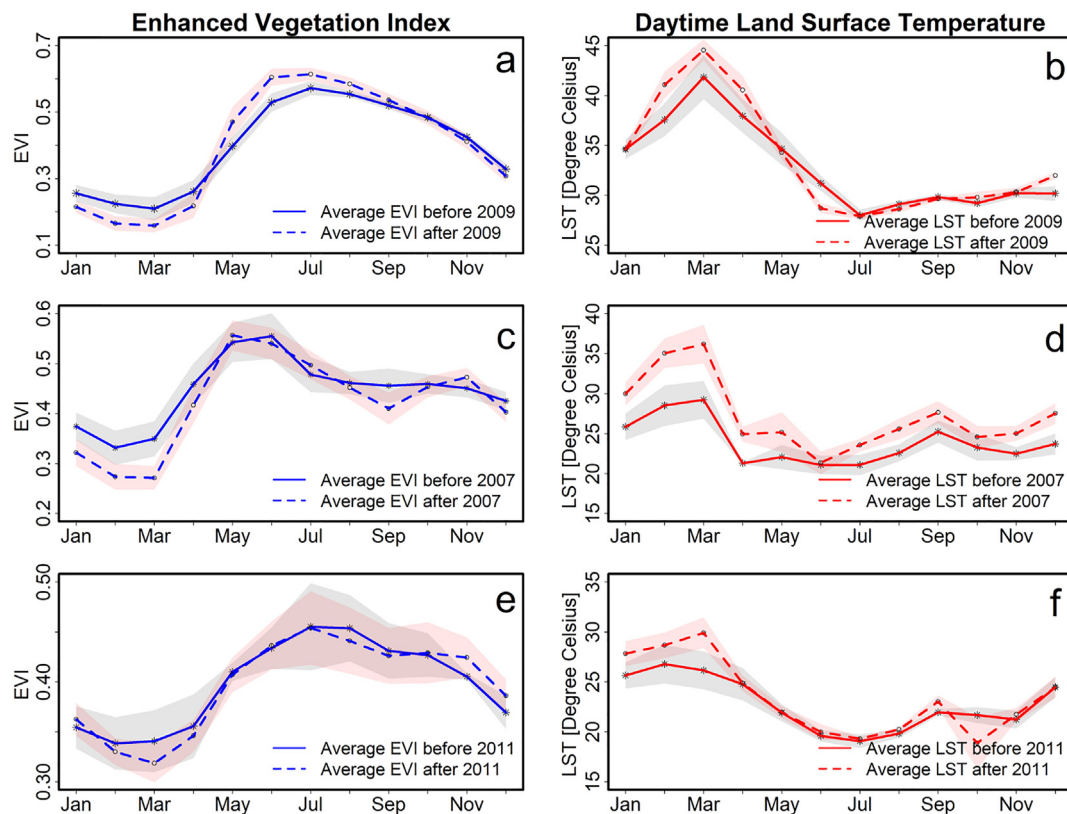 Enhanced Vegetation Index
Daytime Land Surface Temperature
a
EVI
0.7
0.5
0.3
0.1
Average EVI before 2009
Average EVI after 2009
Jan Mar May Jul Sep Nov
b
LST [Degree Celsius]
45
40
35
30
25
Average LST before 2009
Average LST after 2009
Jan Mar May Jul Sep Nov
c
EVI
0.6
0.5
0.4
0.3
0.2
Average EVI before 2007
Average EVI after 2007
Jan Mar May Jul Sep Nov
d
LST [Degree Celsius]
40
35
30
25
20
15
Average LST before 2007
Average LST after 2007
Jan Mar May Jul Sep Nov
e
EVI
0.50
0.40
0.30
Average EVI before 2011
Average EVI after 2011
Jan Mar May Jul Sep Nov
f
LST [Degree Celsius]
35
30
25
20
15
Average LST before 2011
Average LST after 2011
Jan Mar May Jul Sep Nov